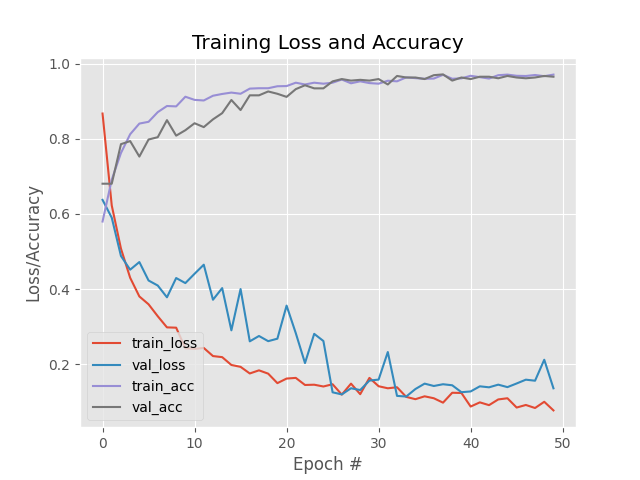 Training Loss and Accuracy
1.0
0.8
0.6
0.4
0.2
Loss/Accuracy
train_loss
val_loss
train_acc
val_acc
0
10
20
30
40
50
Epoch #